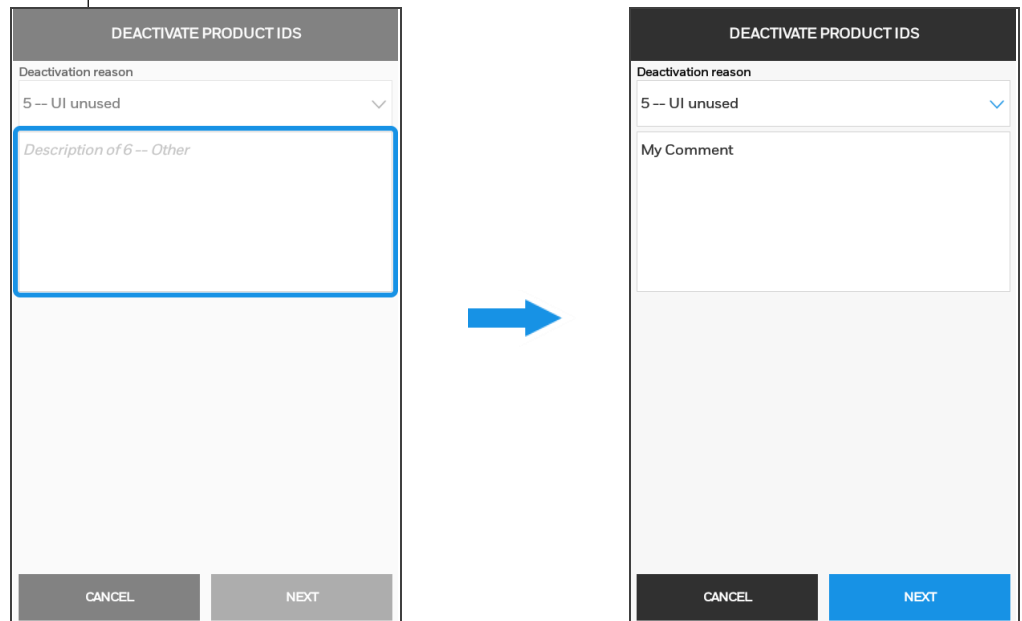 DEACTIVATE PRODUCT IDS
Deactivation reason
5 -- UI unused
Description of 6 -- Other
CANCEL
NEXT
DEACTIVATE PRODUCT IDS
Deactivation reason
5 -- UI unused
My Comment
CANCEL
NEXT